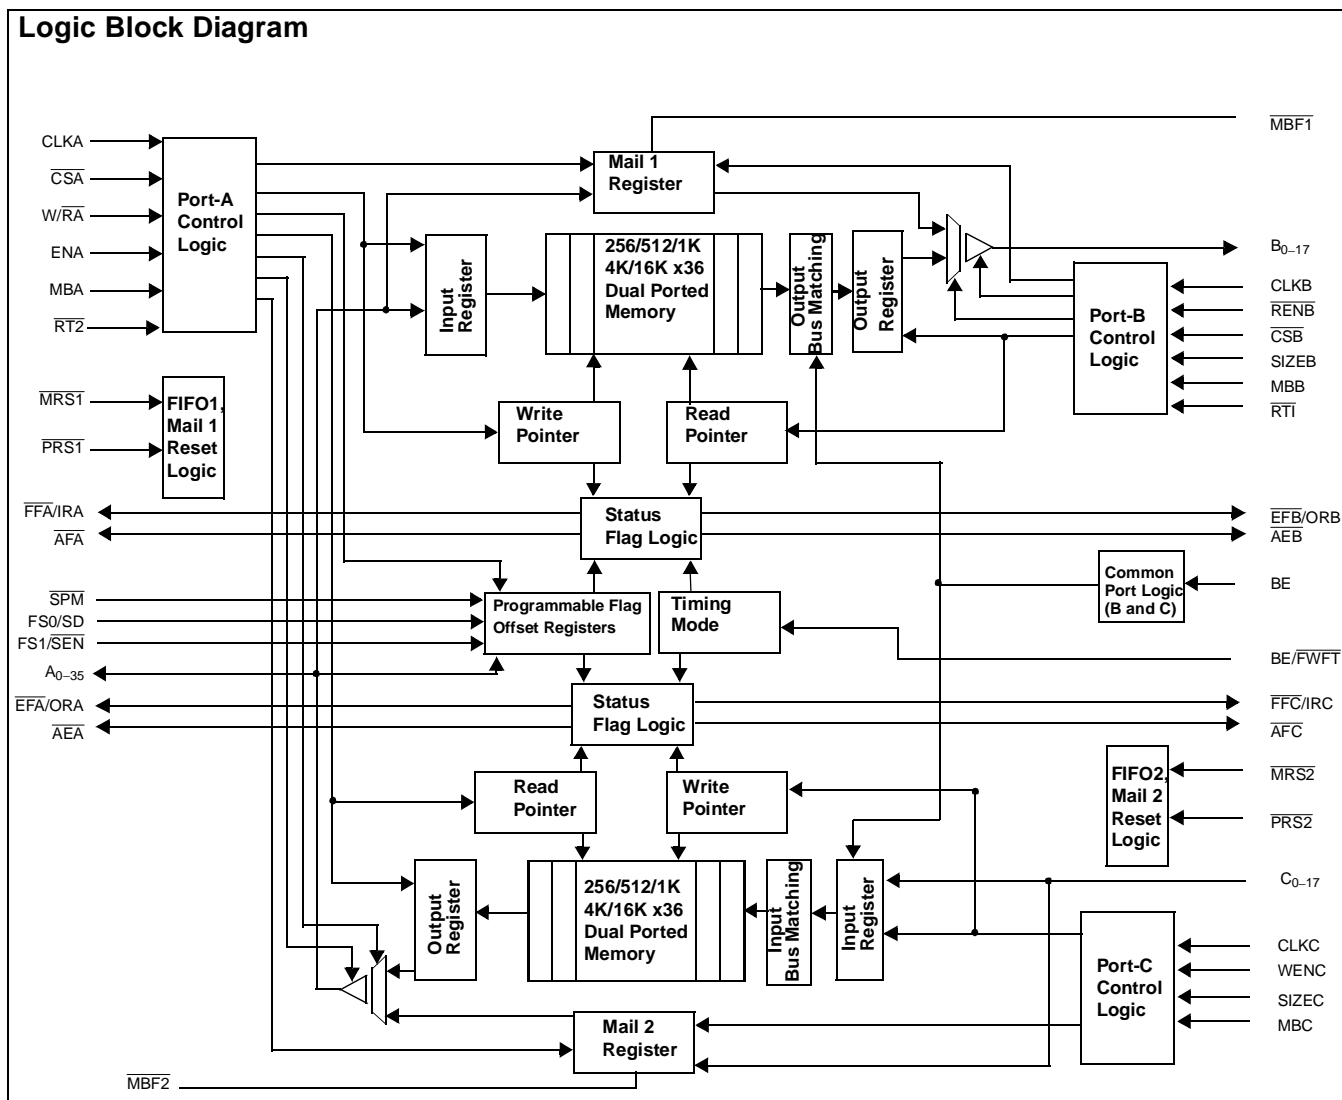 Logic Block Diagram
MBF1
CLKA
CSA
W/RA
ENA
MBA
RT2
Port-A
Control
Logic
Mail 1
Register
Input
Register
256/512/1K
4K/16K x36
Dual Ported
Memory
Output
Bus Matching
Output
Register
B0–17
CLKB
RENB
CSB
SIZEB
MBB
RTI
Port-B
Control
Logic
MRS1
PRS1
FIFO1,
Mail 1
Reset
Logic
Write
Pointer
Read
Pointer
FFA/IRA
AFA
Status
Flag Logic
EFB/ORB
AEB
SPM
FS0/SD
FS1/SEN
A0–35
Programmable Flag
Offset Registers
Timing
Mode
Common
Port Logic
(B and C)
BE
BE/FWFT
EFA/ORA
AEA
Status
Flag Logic
FFC/IRC
AFC
Read
Pointer
Write
Pointer
FIFO2,
Mail 2
Reset
Logic
MRS2
PRS2
Output
Register
256/512/1K
4K/16K x36
Dual Ported
Memory
Input
Bus Matching
Input
Register
C0–17
Port-C
Control
Logic
CLKC
WENC
SIZEC
MBC
Mail 2
Register
MBF2